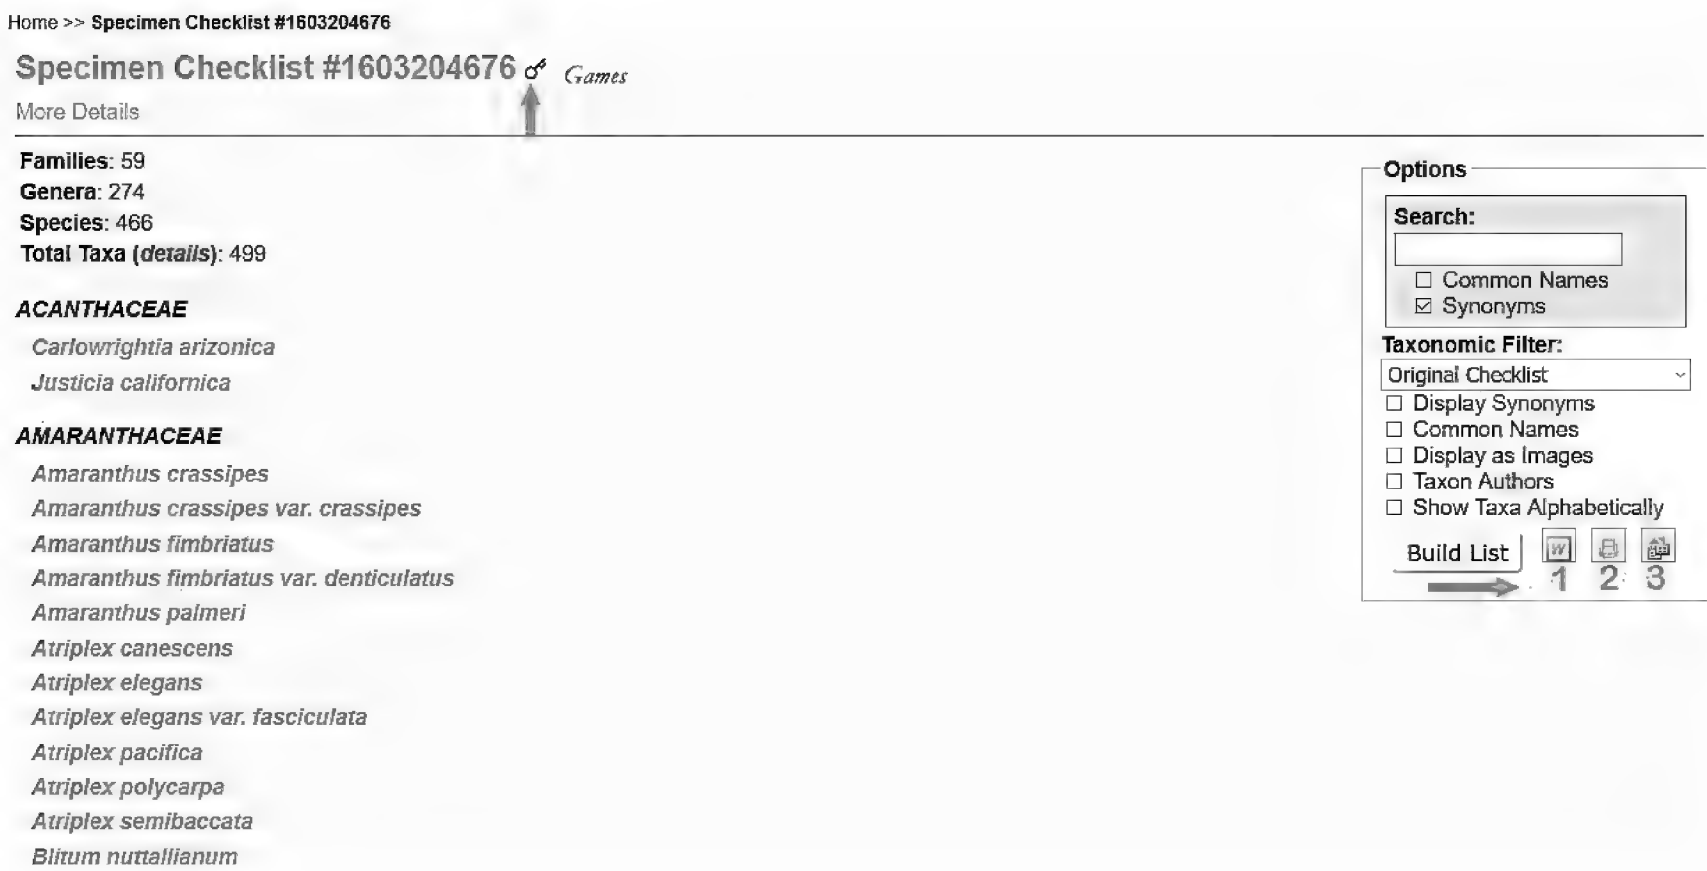 Home >> Specimen Checklist #1603204676
Specimen Checklist #1603204676 Games
More Details
Families: 59
Genera: 274
Species: 466
Total Taxa (details): 499
ACANTHACEAE
Carlowrightia arizonica
Justicia californica
AMARANTHACEAE
Amaranthus crassipes
Amaranthus crassipes var. crassipes
Amaranthus fimbriatus
Amaranthus fimbriatus var. denticulatus
Amaranthus palmeri
Atriplex canescens
Atriplex elegans
Atriplex elegans var. fasciculata
Atriplex pacifica
Atriplex polycarpa
Atriplex semibaccata
Blitum nuttallianum
Options
Search:
Common Names
Synonyms
Taxonomic Filter:
Original Checklist
Display Synonyms
Common Names
Display as Images
Taxon Authors
Show Taxa Alphabetically
Build List W
1 2 3